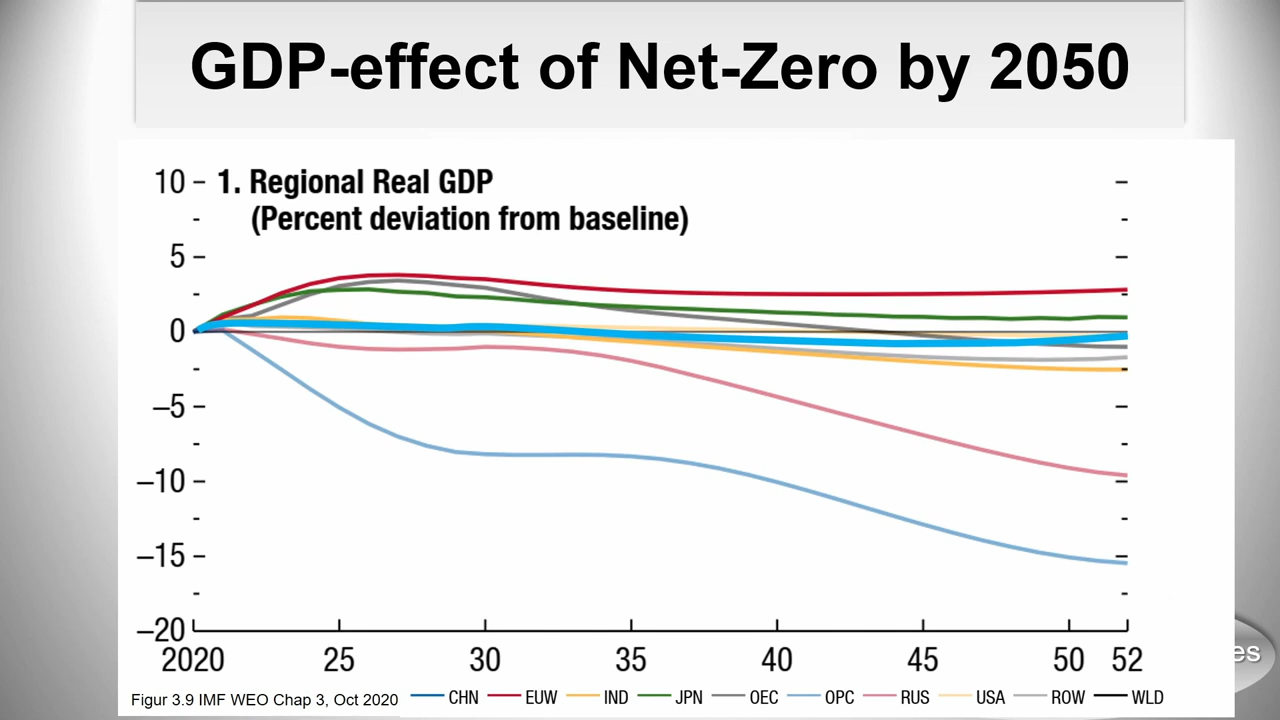 GDP-effect of Net-Zero by 2050
1. Regional Real GDP
(Percent deviation from baseline)
10
5
0
–5
–10
–15
–20
2020 25 30 35 40 45 50 52
Figur 3.9 IMF WEO Chap 3, Oct 2020 CHN EUW IND JPN OEC OPC RUS USA ROW WLD